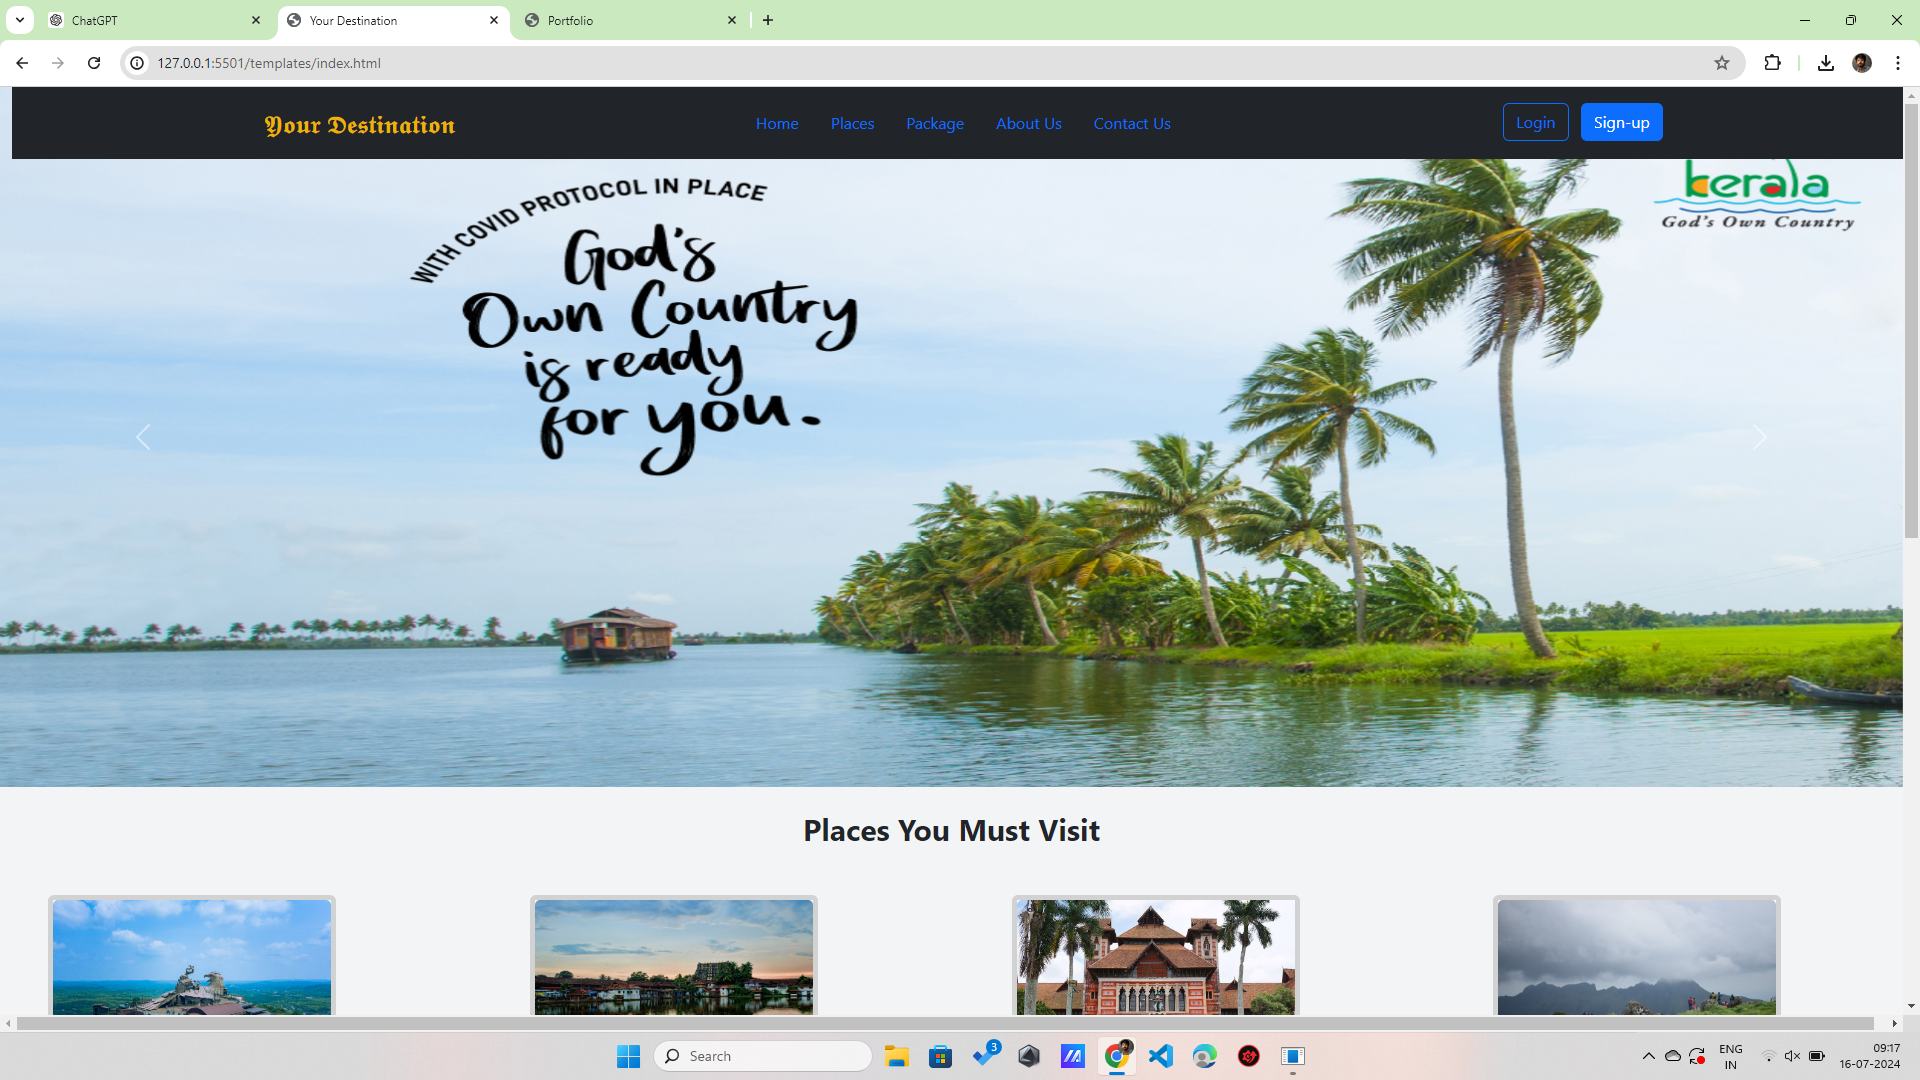 ChatGPT
Your Destination
Portfolio
127.0.0.1:5501/templates/index.html
Your Destination
Home
Places
Package
About Us
Contact Us
Login
Sign-up
WITH COVID PROTOCOL IN PLACE
God's
Own Country
is ready
for you.
kerala
God's Own Country
Places You Must Visit
Search
3
ENG
IN
09:17
16-07-2024